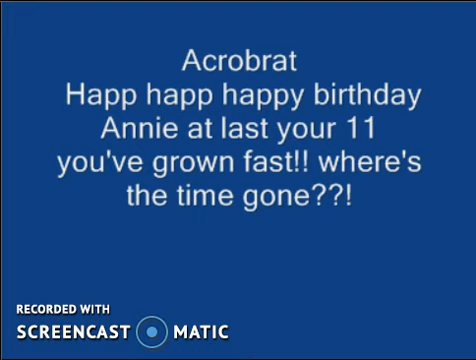 Acrobrat
Happ happ happy birthday
Annie at last your 11
you've grown fast!! where's
the time gone??!
RECORDED WITH
SCREENCAST MATIC